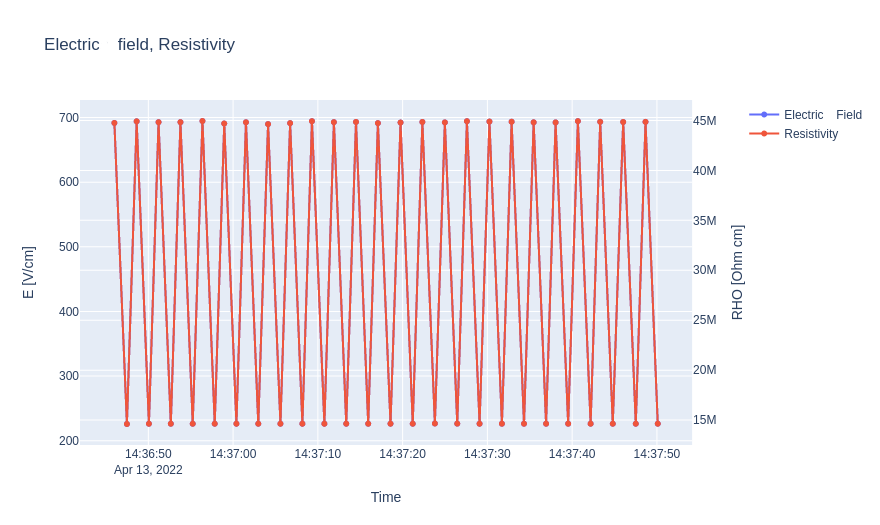 Electric field, Resistivity
Electric Field
Resistivity
700
600
500
400
300
200
E [V/cm]
45M
40M
35M
30M
25M
20M
15M
RHO [Ohm cm]
14:36:50 14:37:00 14:37:10 14:37:20 14:37:30 14:37:40 14:37:50
Apr 13, 2022
Time